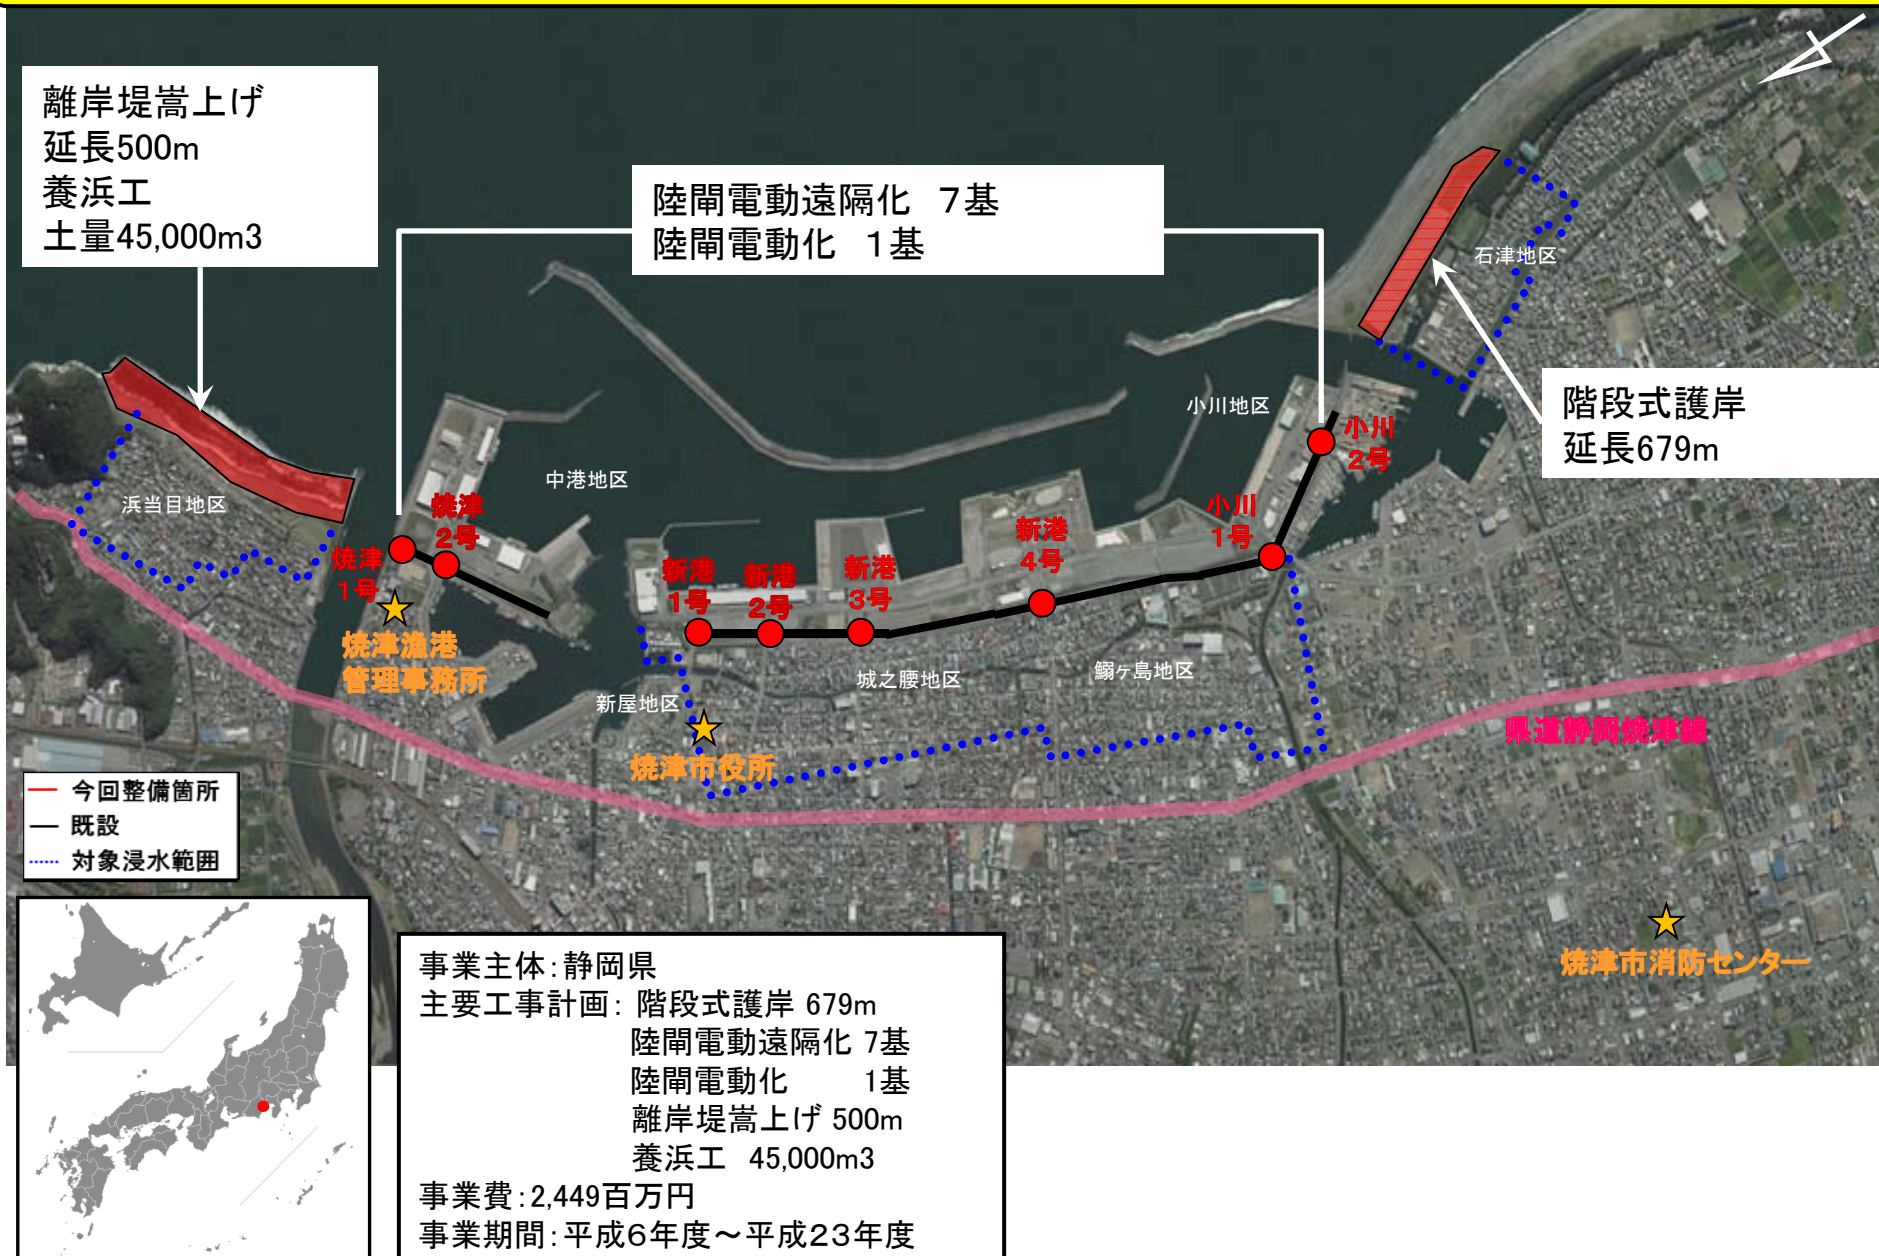 離岸堤嵩上げ
延長500m
養浜工
土量45,000m3
陸閘電動遠隔化 7基
陸閘電動化 1基
石津地区
階段式護岸
延長679m
小川地区
小川
2号
中港地区
浜当目地区
焼津
2号
小川
1号
焼津
1号
新港
1号
新港
2号
新港
3号
新港
4号
焼津漁港
管理事務所
新屋地区
城之腰地区
鰯ヶ島地区
焼津市役所
県道静岡焼津線
今回整備箇所
既設
対象浸水範囲
焼津市消防センター
事業主体:静岡県
主要工事計画: 階段式護岸 679m
陸閘電動遠隔化 7基
陸閘電動化 1基
離岸堤嵩上げ 500m
養浜工 45,000m3
事業費:2,449百万円
事業期間:平成6年度～平成23年度